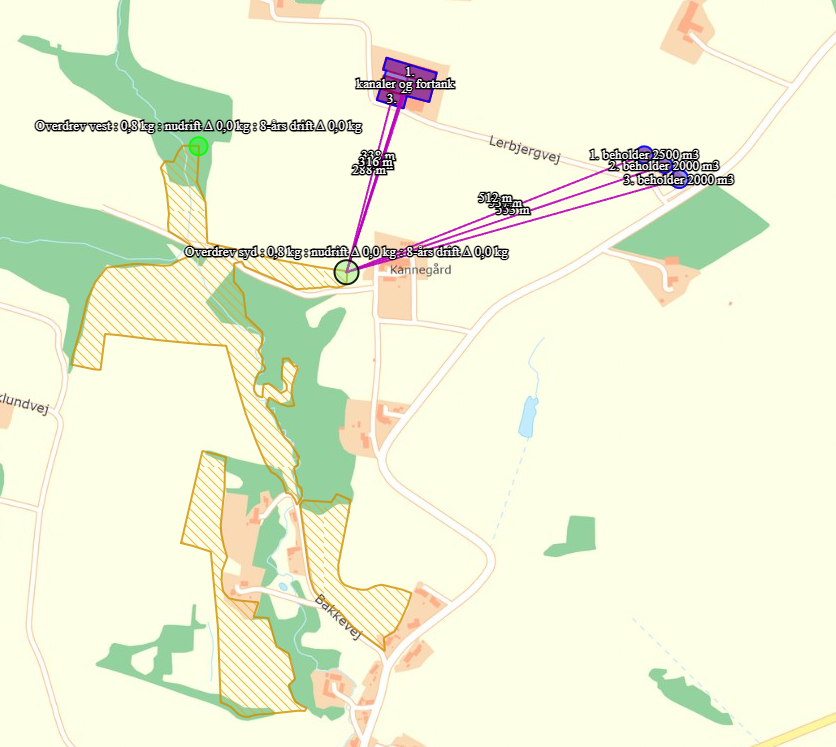 1.
kanaler og fortank
3.
Overdrev vest : 0,8 kg : nudrift Δ 0,0 kg : 8-års drift Δ 0,0 kg
Lerbjergvej
1. beholder 2500 m3
2. beholder 2000 m3
3. beholder 2000 m3
316 m
288 m
512 m
Overdrev syd : 0,8 kg : nudrift Δ 0,0 kg : 8-års drift Δ 0,0 kg
Kannegård
klundvej
Bakkevej